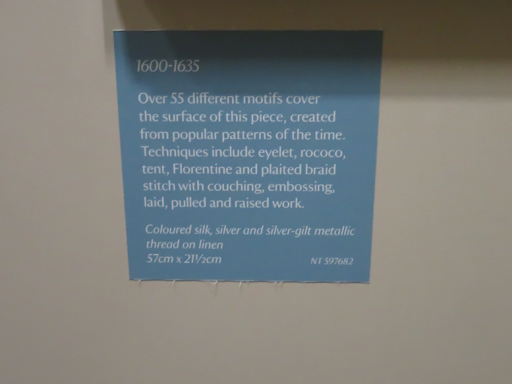 1600-1635
Over 55 different motifs cover
the surface of this piece, created
from popular patterns of the time.
Techniques include eyelet, rococo,
tent, Florentine and plaited braid
stitch with couching, embossing,
laid, pulled and raised work.
Coloured silk, silver and silver-gilt metallic
thread on linen
57cm x 21½cm
NT 597682